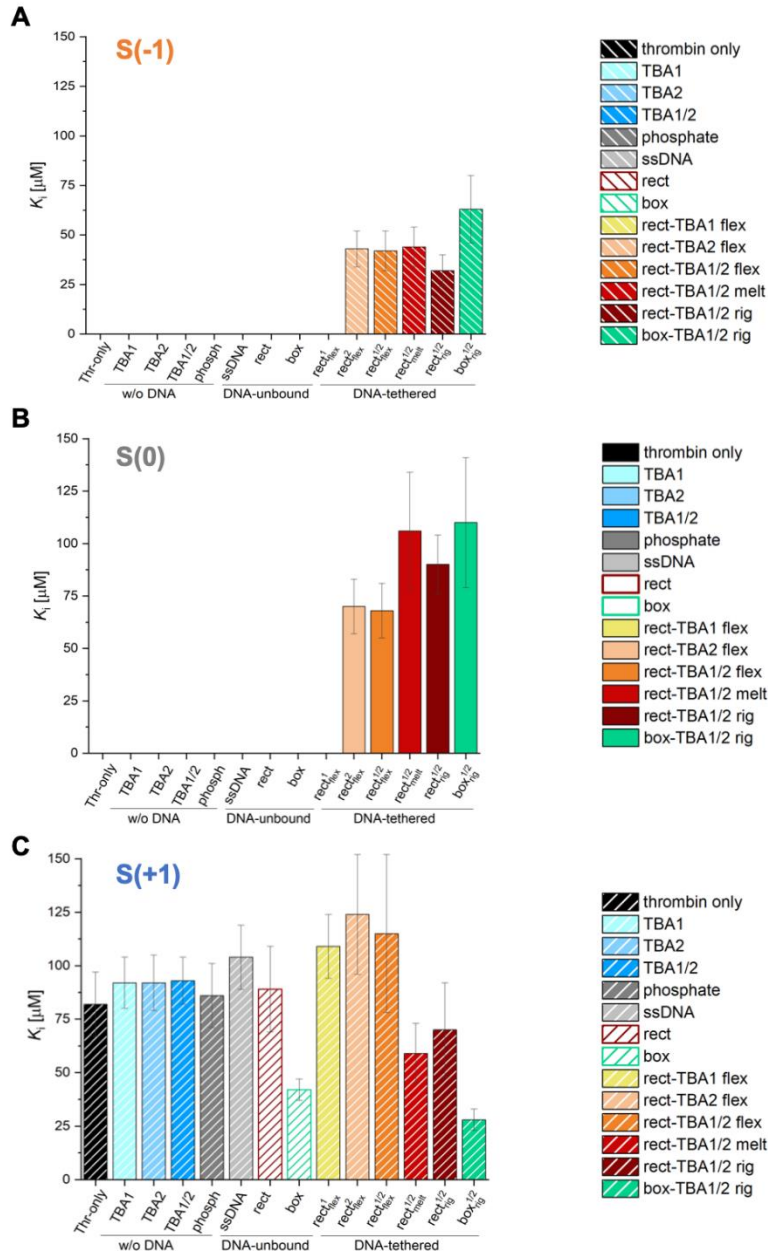 A
S(-1)
150
125
100
75
50
25
0
Ki [µM]
Thr-only
TBA1
TBA2
TBA1/2
phosph
ssDNA
rect
box
rect¹flex
rect²flex
rect¹/²flex
rect¹/²melt
rect¹/²rig
box¹/²rig
w/o DNA
DNA-unbound
DNA-tethered
thrombin only
TBA1
TBA2
TBA1/2
phosphate
ssDNA
rect
box
rect-TBA1 flex
rect-TBA2 flex
rect-TBA1/2 flex
rect-TBA1/2 melt
rect-TBA1/2 rig
box-TBA1/2 rig
B
S(0)
150
125
100
75
50
25
0
Ki [µM]
Thr-only
TBA1
TBA2
TBA1/2
phosph
ssDNA
rect
box
rect¹flex
rect²flex
rect¹/²flex
rect¹/²melt
rect¹/²rig
box¹/²rig
w/o DNA
DNA-unbound
DNA-tethered
thrombin only
TBA1
TBA2
TBA1/2
phosphate
ssDNA
rect
box
rect-TBA1 flex
rect-TBA2 flex
rect-TBA1/2 flex
rect-TBA1/2 melt
rect-TBA1/2 rig
box-TBA1/2 rig
C
S(+1)
150
125
100
75
50
25
0
Ki [µM]
Thr-only
TBA1
TBA2
TBA1/2
phosph
ssDNA
rect
box
rect¹flex
rect²flex
rect¹/²flex
rect¹/²melt
rect¹/²rig
box¹/²rig
w/o DNA
DNA-unbound
DNA-tethered
thrombin only
TBA1
TBA2
TBA1/2
phosphate
ssDNA
rect
box
rect-TBA1 flex
rect-TBA2 flex
rect-TBA1/2 flex
rect-TBA1/2 melt
rect-TBA1/2 rig
box-TBA1/2 rig